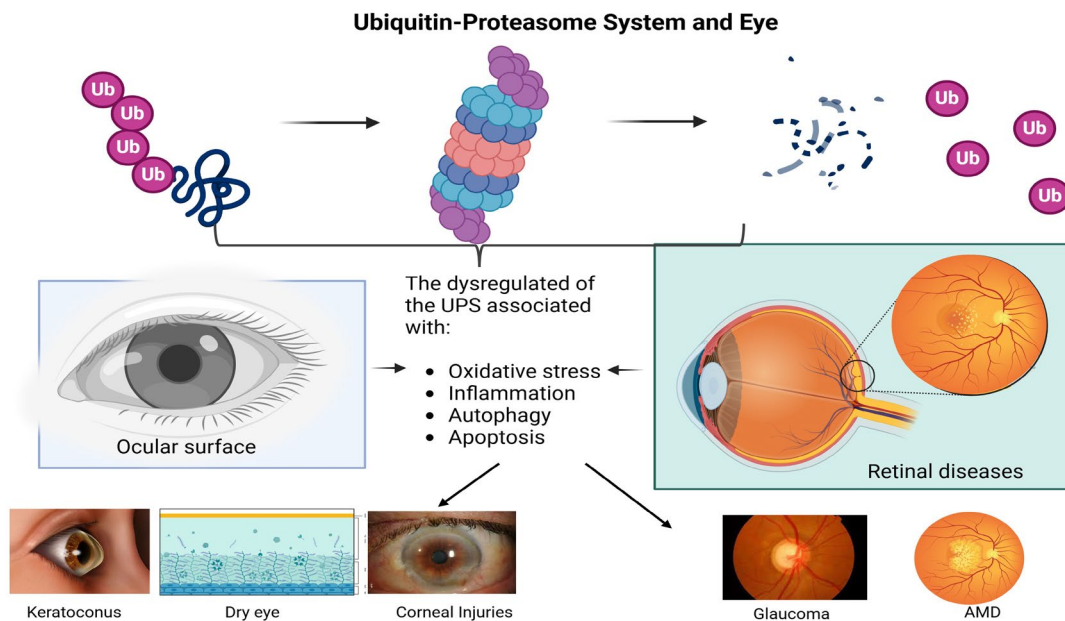 Ubiquitin-Proteasome System and Eye
Ub
Ub
Ub
Ub
Ub
Ub
Ub
Ub
The dysregulated of
the UPS associated
with:
• Oxidative stress
• Inflammation
• Autophagy
• Apoptosis
Ocular surface
Retinal diseases
Keratoconus
Dry eye
Corneal Injuries
Glaucoma
AMD